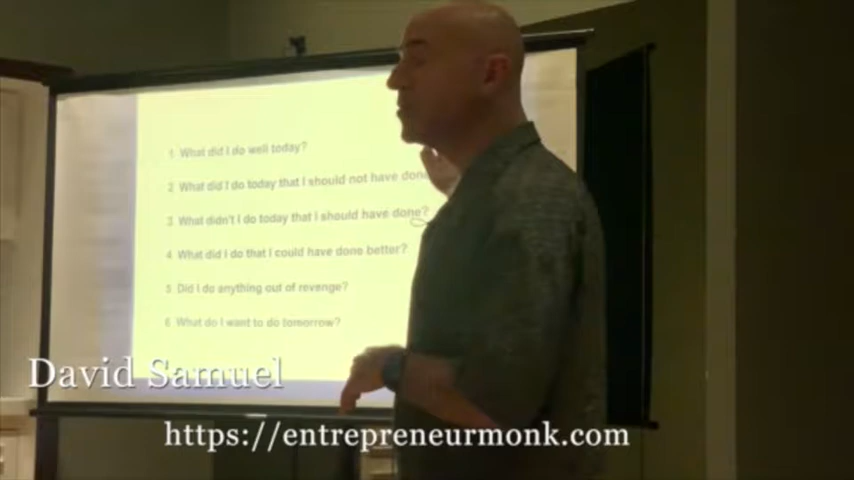 1 What did I do well today?
2 What did I do today that I should not have done
3 What didn't I do today that I should have done?
4 What did I do that I could have done better?
5 Did I do anything out of revenge?
6 What do I want to do tomorrow?
David Samuel
https://entrepreneurmonk.com